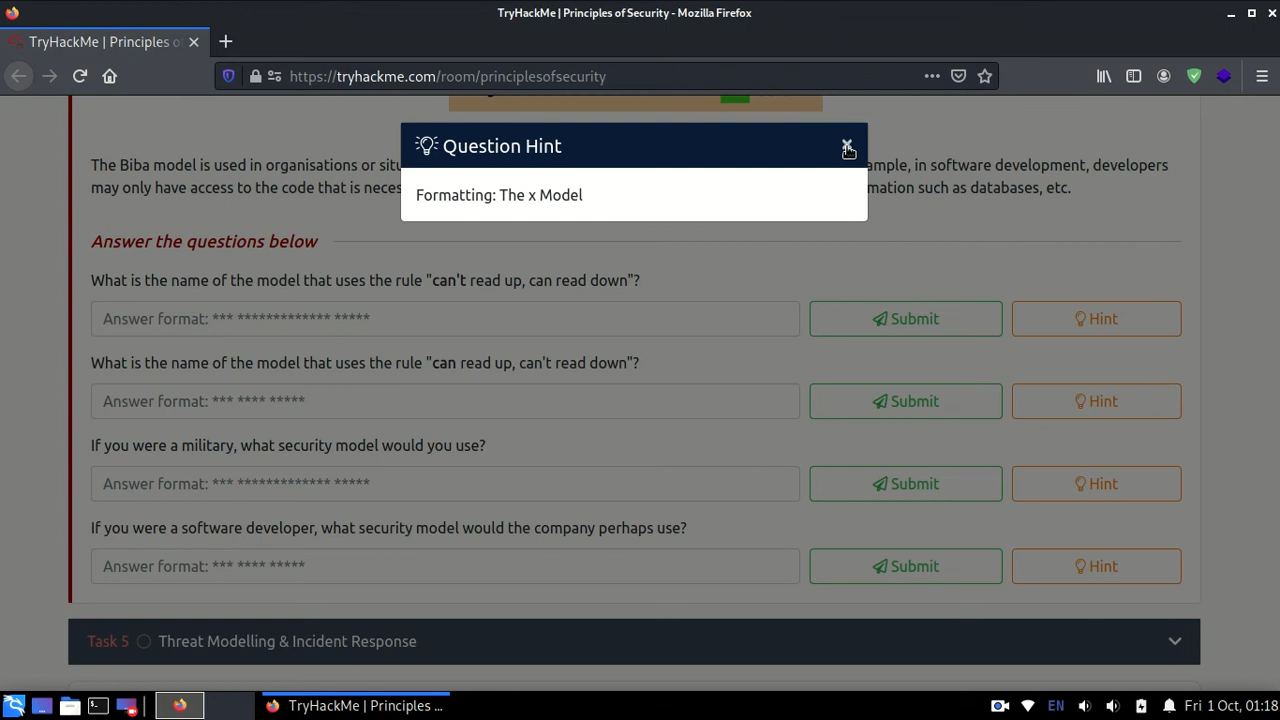 TryHackMe | Principles of Security - Mozilla Firefox
TryHackMe | Principles o
https://tryhackme.com/room/principlesofsecurity
Question Hint
Formatting: The x Model
The Biba model is used in organisations or situ ample, in software development, developers
may only have access to the code that is neces mation such as databases, etc.
Answer the questions below
What is the name of the model that uses the rule "can't read up, can read down"?
Answer format: *** ************* ***** Submit Hint
What is the name of the model that uses the rule "can read up, can't read down"?
Answer format: *** **** ***** Submit Hint
If you were a military, what security model would you use?
Answer format: *** ************* ***** Submit Hint
If you were a software developer, what security model would the company perhaps use?
Answer format: *** **** ***** Submit Hint
Task 5 Threat Modelling & Incident Response
TryHackMe | Principles ... EN Fri 1 Oct, 01:18